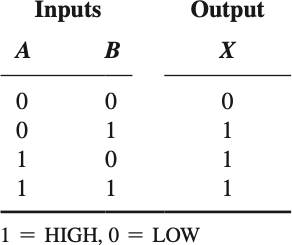 Inputs Output
A B X
0 0 0
0 1 1
1 0 1
1 1 1
1 = HIGH, 0 = LOW